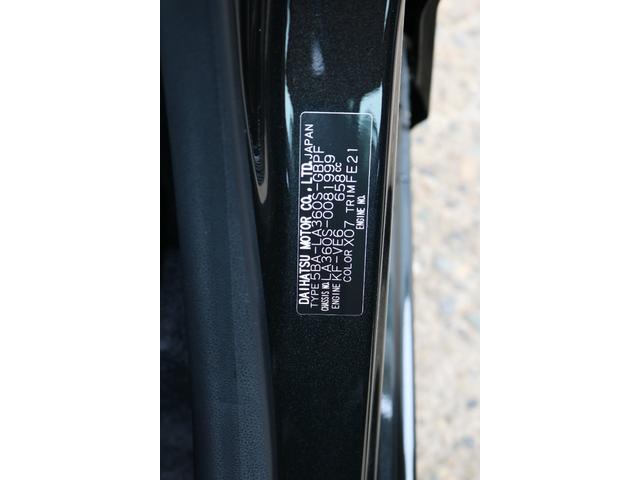 DAIHATSU MOTOR CO., LTD. JAPAN
TYPE 5BA-LA360S-GBPF
CHASSIS NO. LA360S-0081999
ENGINE KF-VE6 658cc
COLOR X07 TRIM FE21
ENGINE NO.